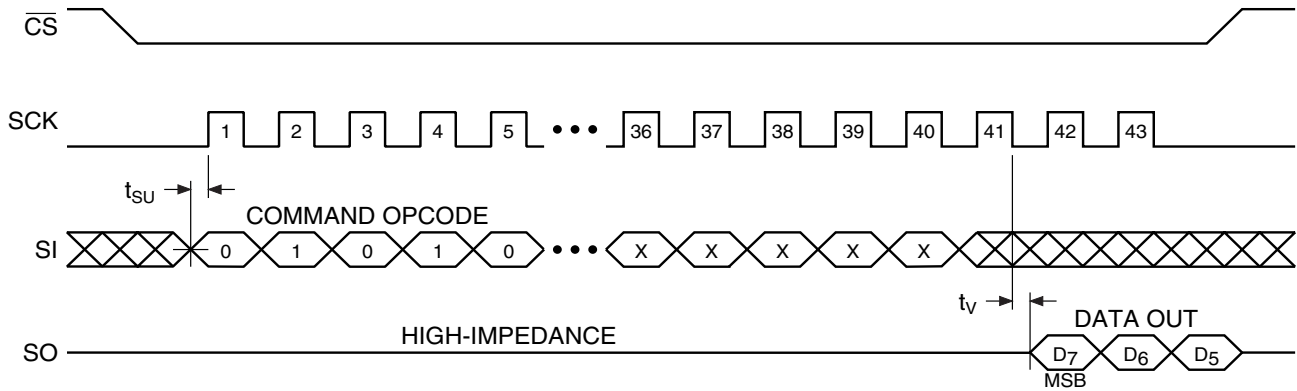 CS
SCK 1 2 3 4 5 ••• 36 37 38 39 40 41 42 43
tSU
COMMAND OPCODE
SI 0 1 0 1 0 ••• X X X X X
tV
HIGH-IMPEDANCE DATA OUT
SO D7 D6 D5
MSB